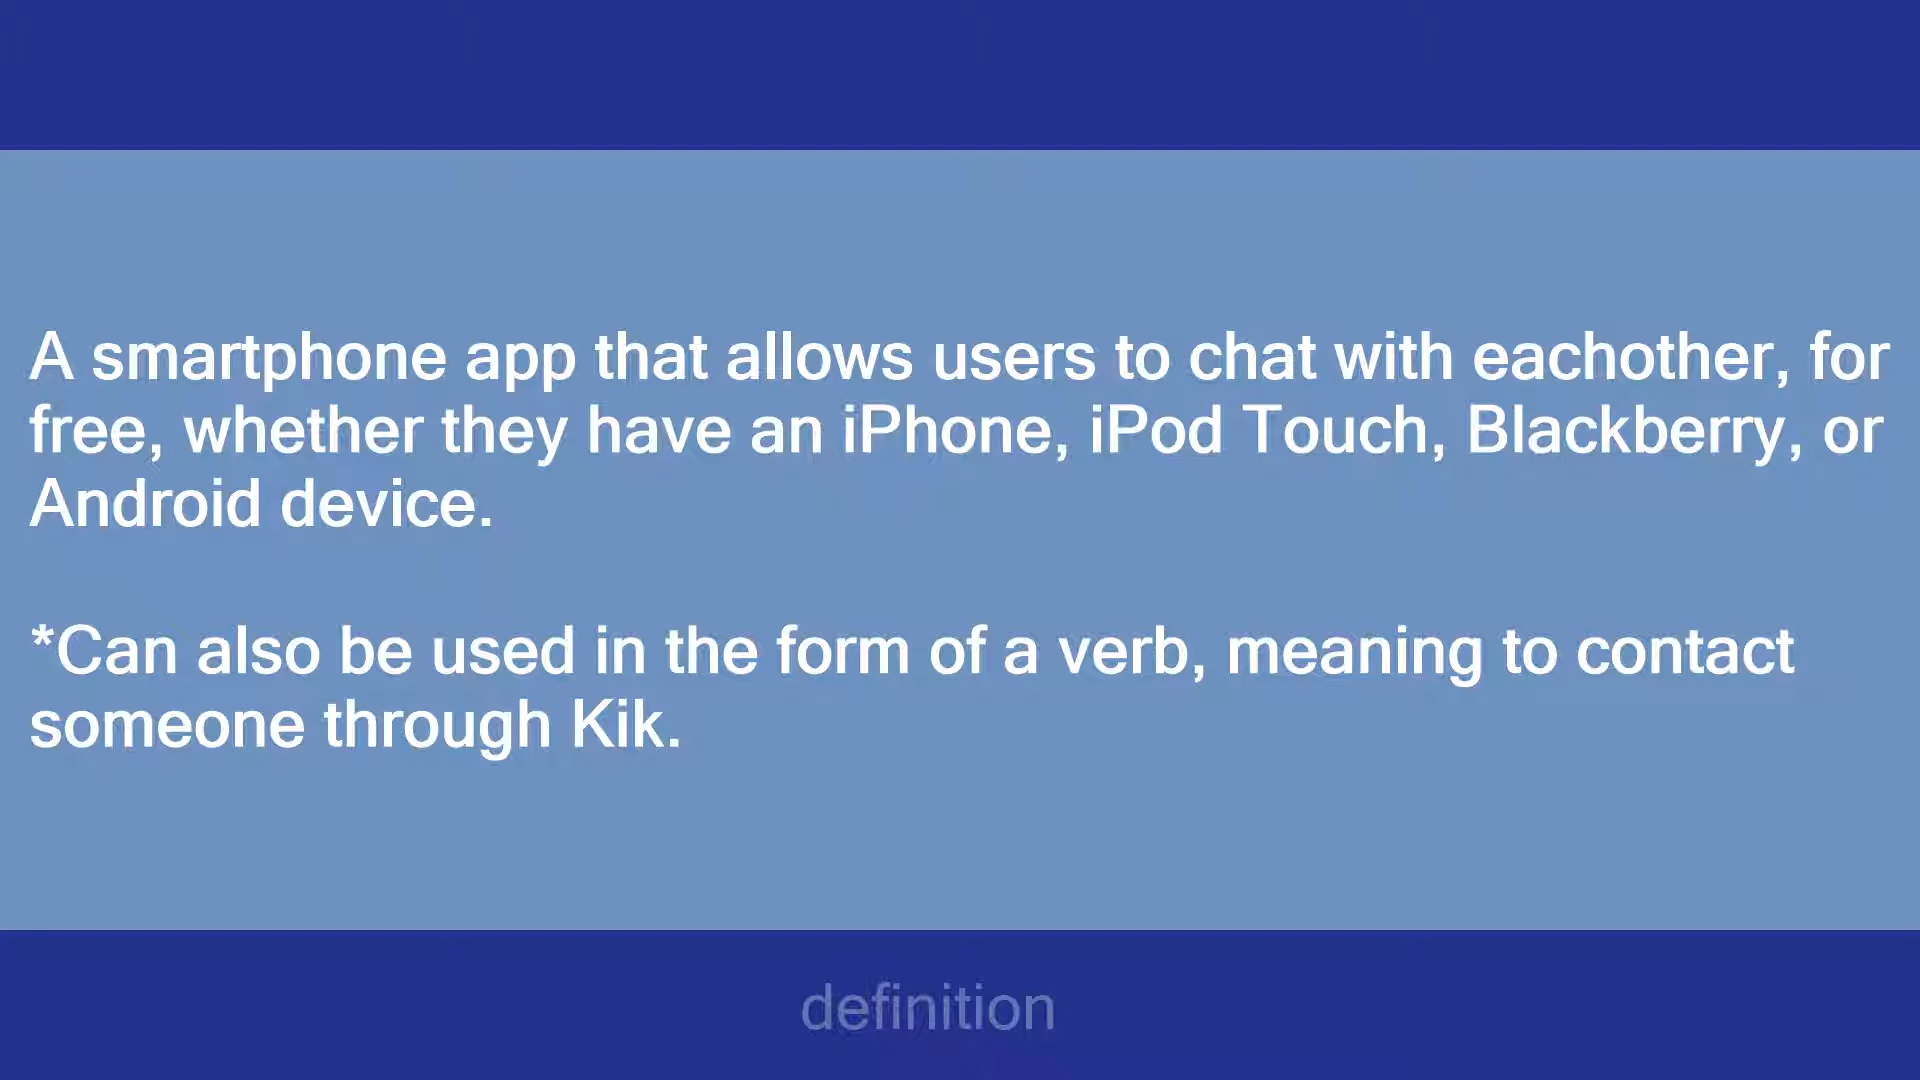 A smartphone app that allows users to chat with eachother, for
free, whether they have an iPhone, iPod Touch, Blackberry, or
Android device.
*Can also be used in the form of a verb, meaning to contact
someone through Kik.
definition